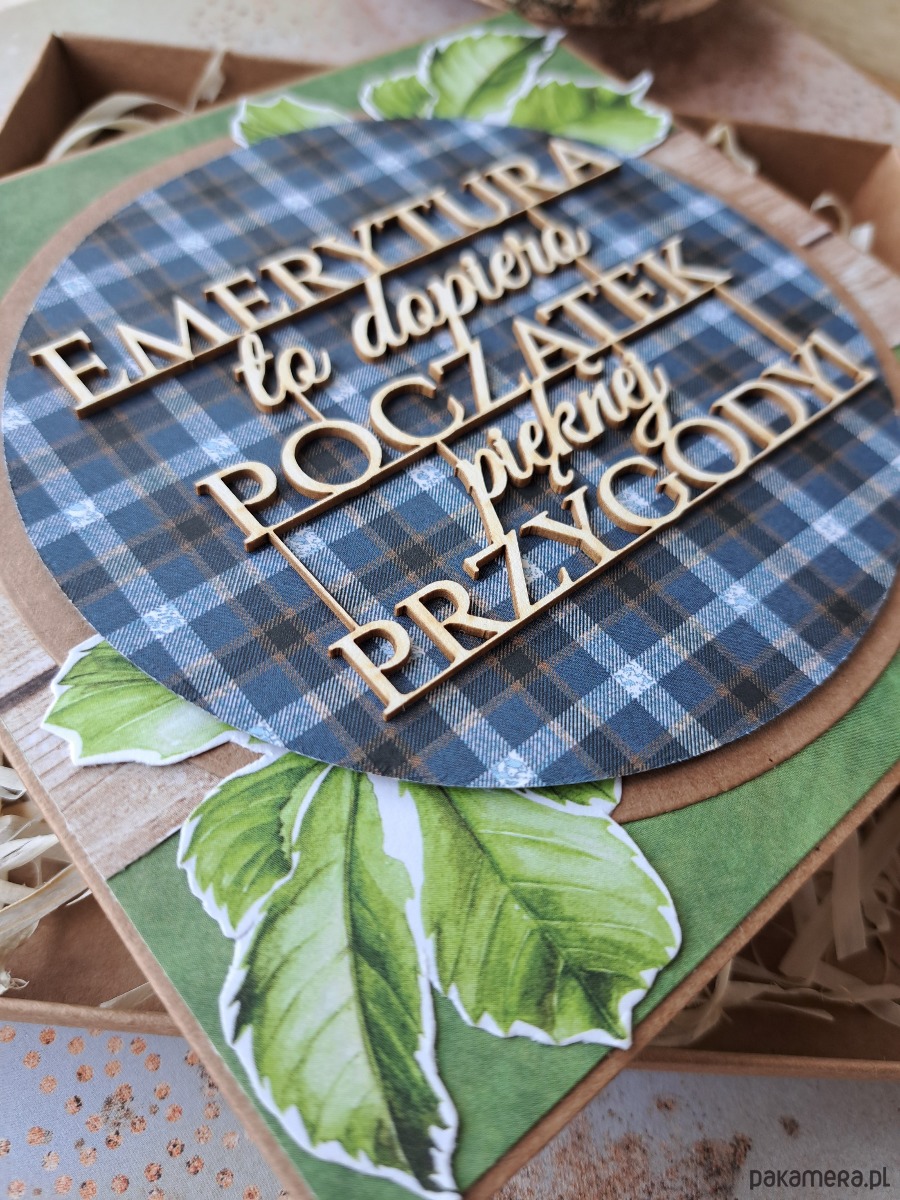 EMERYTURA
to dopiero
POCZĄTEK
pięknej
PRZYGODY!
pakamera.pl